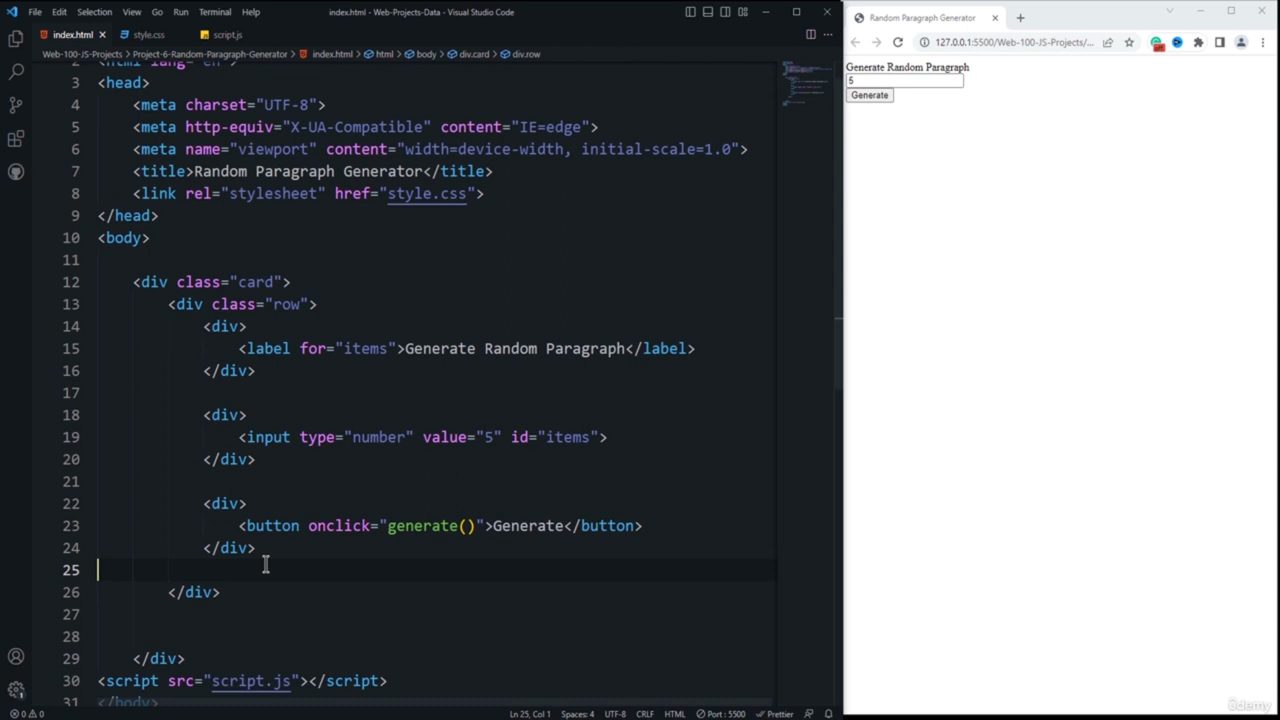 File Edit Selection View Go Run Terminal Help
index.html - Web-Projects-Data - Visual Studio Code
index.html
style.css
script.js
Web-100-JS-Projects > Project-6-Random-Paragraph-Generator > index.html > html > body > div.card > div.row
2 <html lang="en">
3 <head>
4 <meta charset="UTF-8">
5 <meta http-equiv="X-UA-Compatible" content="IE=edge">
6 <meta name="viewport" content="width=device-width, initial-scale=1.0">
7 <title>Random Paragraph Generator</title>
8 <link rel="stylesheet" href="style.css">
9 </head>
10 <body>
11
12 <div class="card">
13 <div class="row">
14 <div>
15 <label for="items">Generate Random Paragraph</label>
16 </div>
17
18 <div>
19 <input type="number" value="5" id="items">
20 </div>
21
22 <div>
23 <button onclick="generate()">Generate</button>
24 </div>
25
26 </div>
27
28
29 </div>
30 <script src="script.js"></script>
31 </body>
0 0
Ln 25, Col 1 Spaces: 4 UTF-8 CRLF HTML Port : 5500 Prettier
Random Paragraph Generator
127.0.0.1:5500/Web-100-JS-Projects/...
Generate Random Paragraph
5
Generate
ûdemy